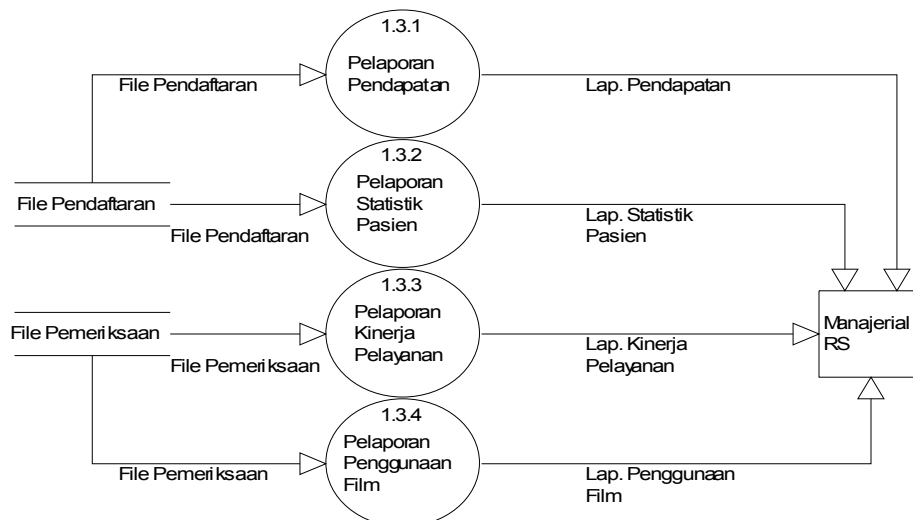 1.3.1
Pelaporan
Pendapatan
File Pendaftaran
Lap. Pendapatan
1.3.2
Pelaporan
Statistik
Pasien
File Pendaftaran
File Pendaftaran
Lap. Statistik
Pasien
1.3.3
Pelaporan
Kinerja
Pelayanan
File Pemeriksaan
File Pemeriksaan
Lap. Kinerja
Pelayanan
Manajerial
RS
1.3.4
Pelaporan
Penggunaan
Film
File Pemeriksaan
Lap. Penggunaan
Film